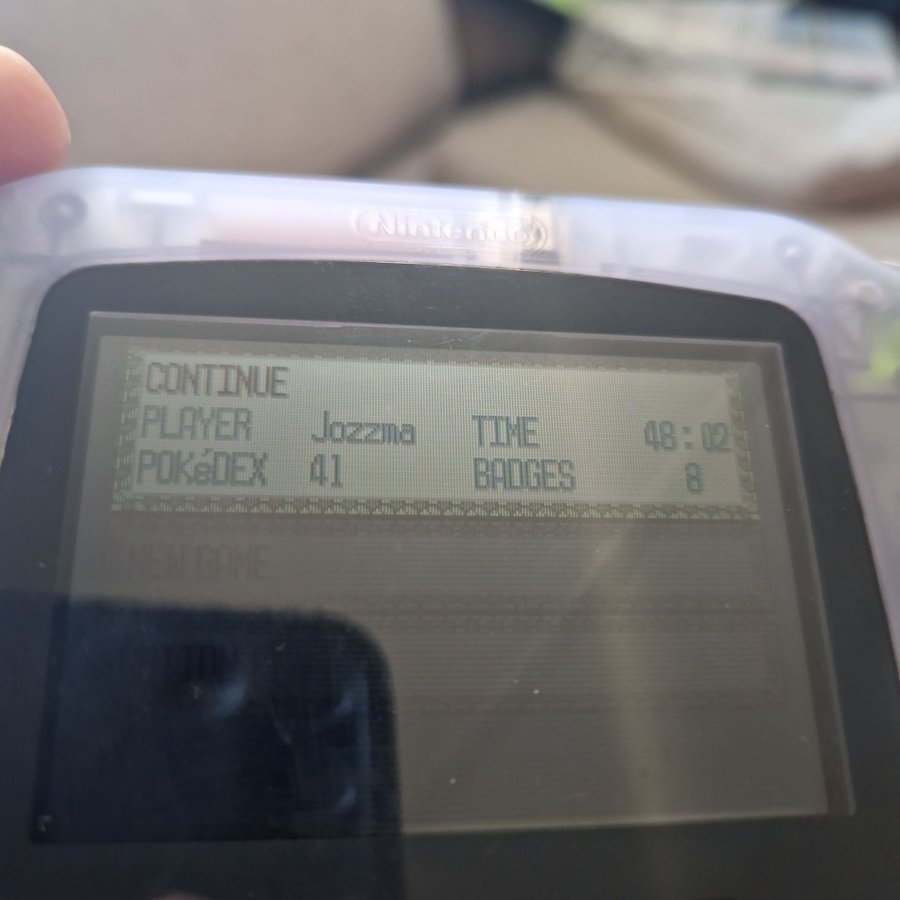 Nintendo
CONTINUE
PLAYER Jozzma TIME 48:02
POKéDEX 41 BADGES 8
NEW GAME